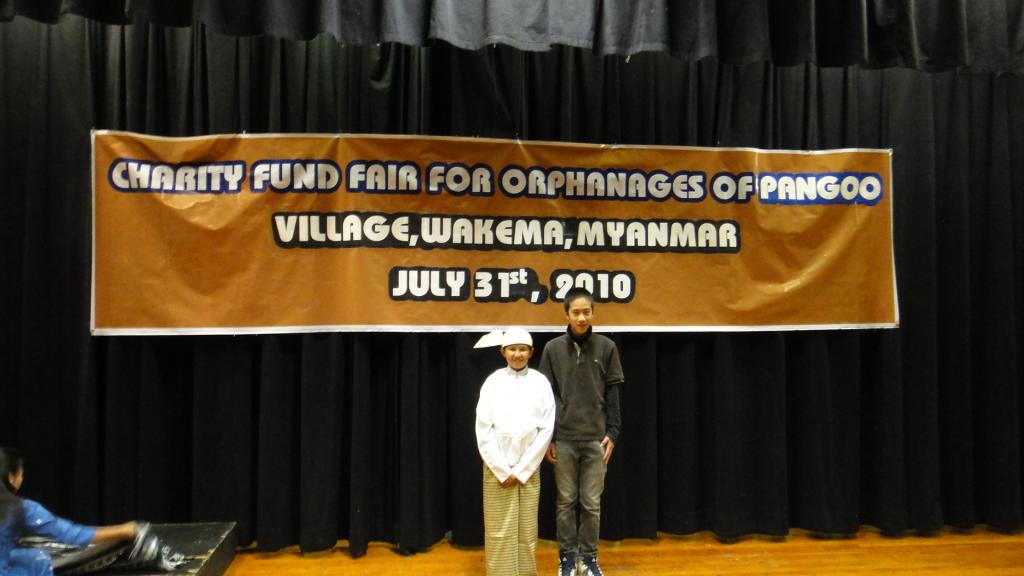 CHARITY FUND FAIR FOR ORPHANAGES OF PANGOO
VILLAGE, WAKEMA, MYANMAR
JULY 31st, 2010